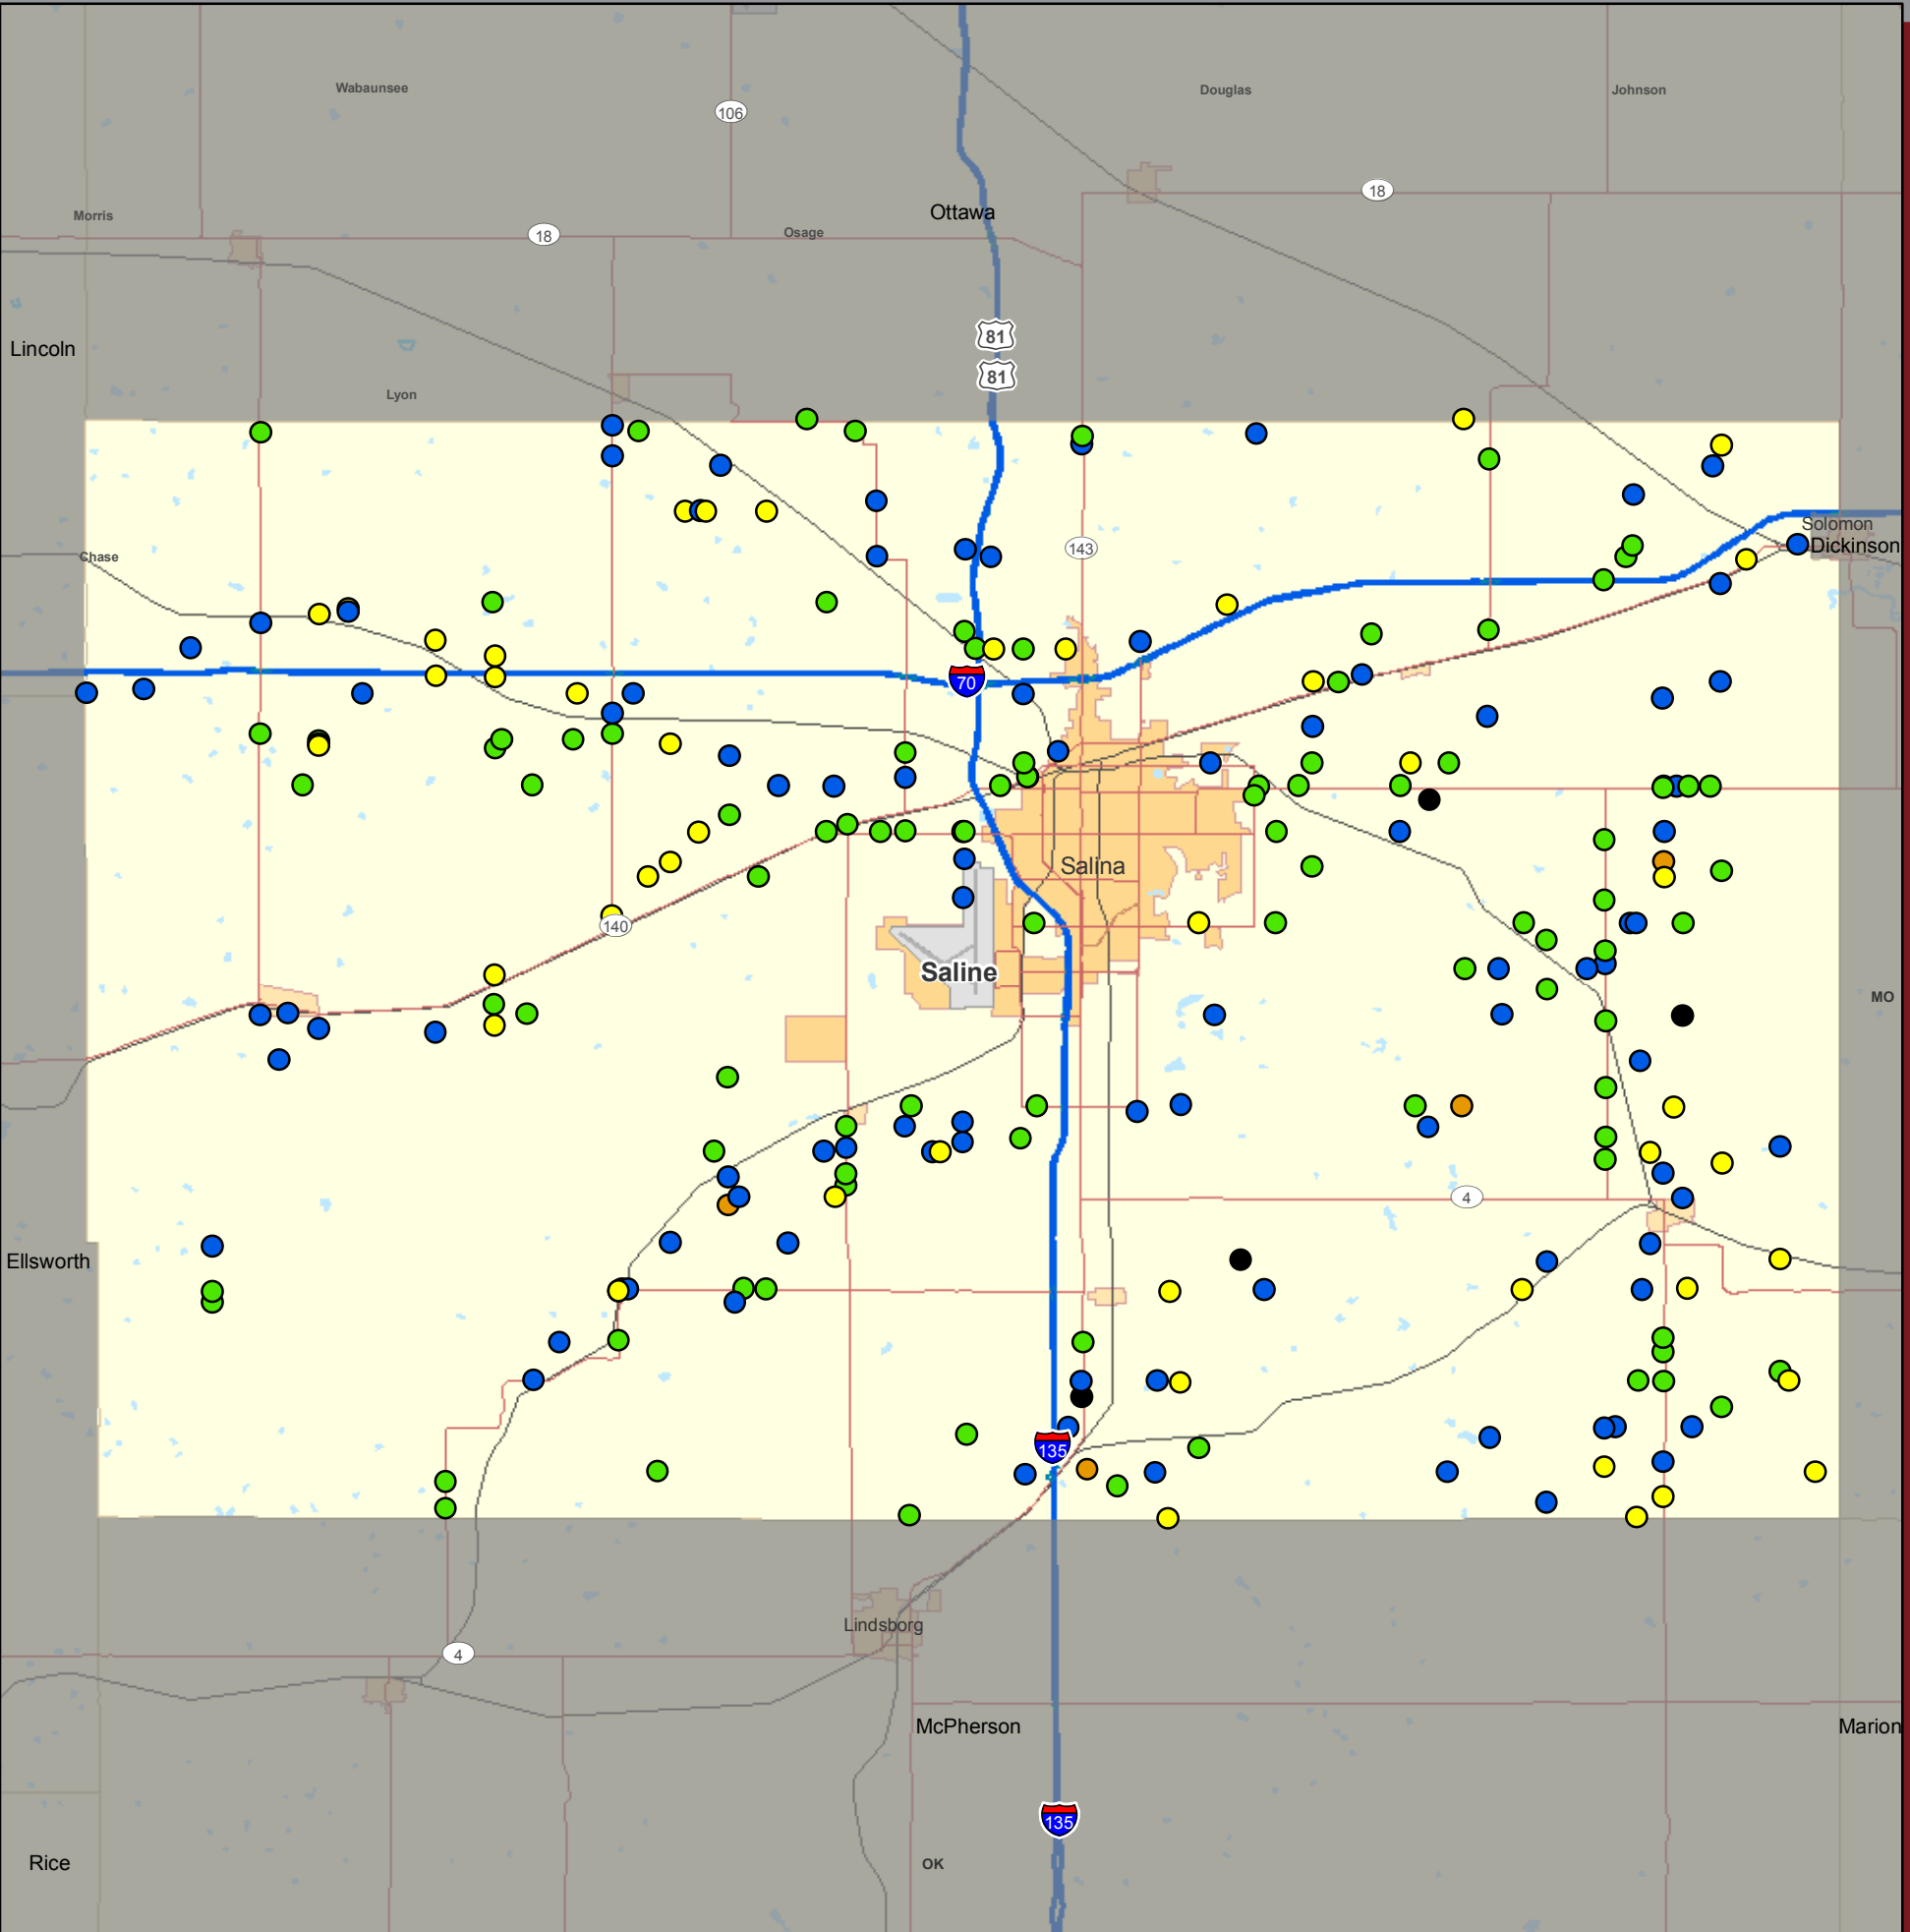 Wabaunsee
Douglas
Johnson
106
18
Morris
Ottawa
Osage
18
81
Lincoln
81
Lyon
Solomon
Dickinson
143
Chase
70
Salina
140
Saline
MO
4
Ellsworth
135
Lindsborg
4
McPherson
Marion
135
Rice
OK